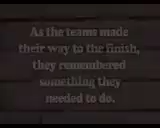 As the teams made
their way to the finish,
they remembered
something they
needed to do.